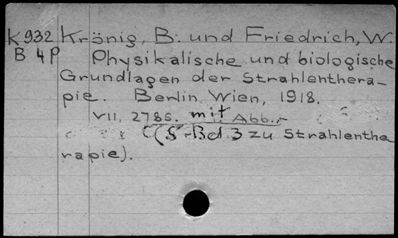 K 932 Krönig, B. und Friedrich, W.
B 4 P Physikalische und biologische
Grundlagen der Strahlenthera-
pie. Berlin Wien, 1918.
VII, 278 S. mit Abb.
(S-Bd. 3 zu Strahlenthe
rapie).